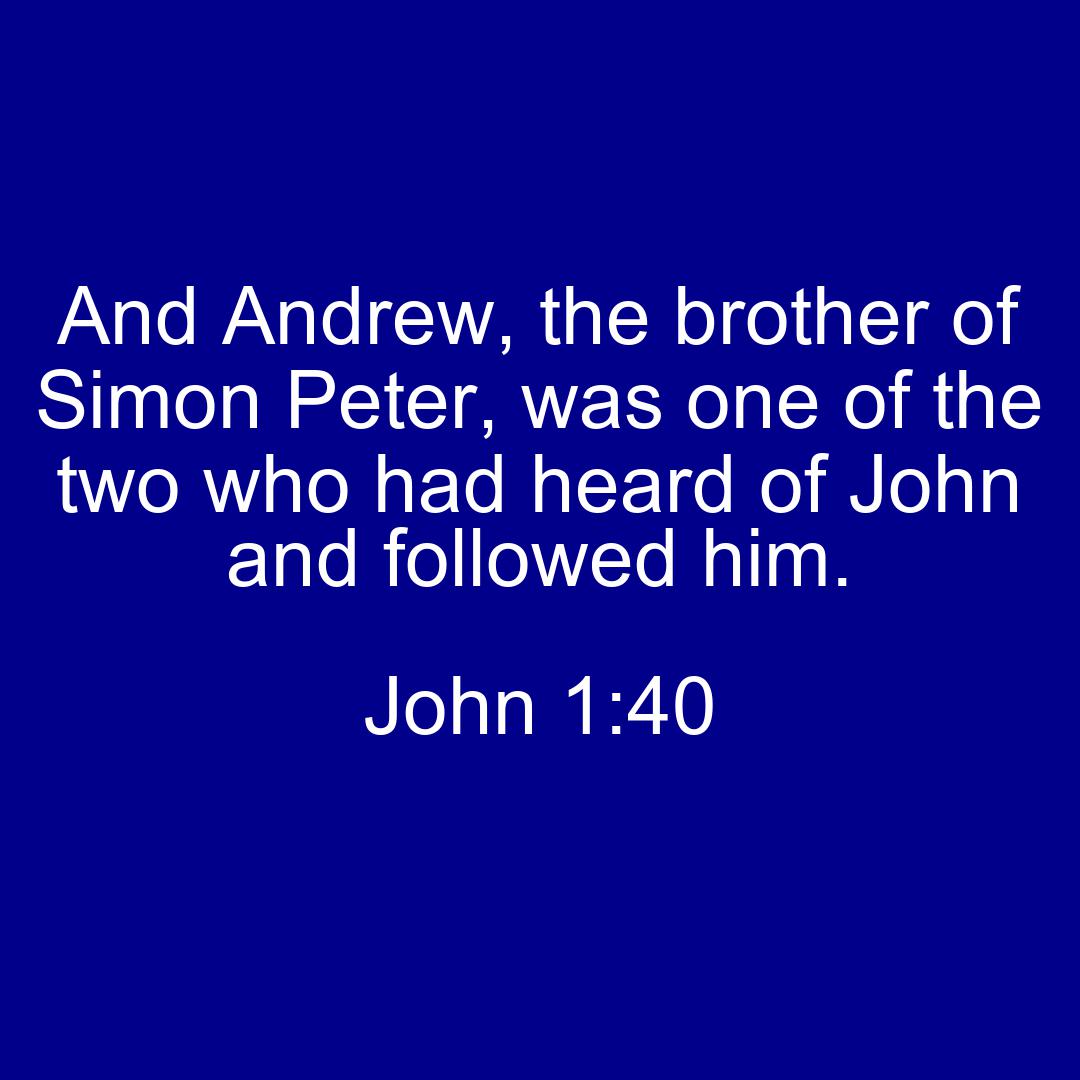 And Andrew, the brother of
Simon Peter, was one of the
two who had heard of John
and followed him.
John 1:40